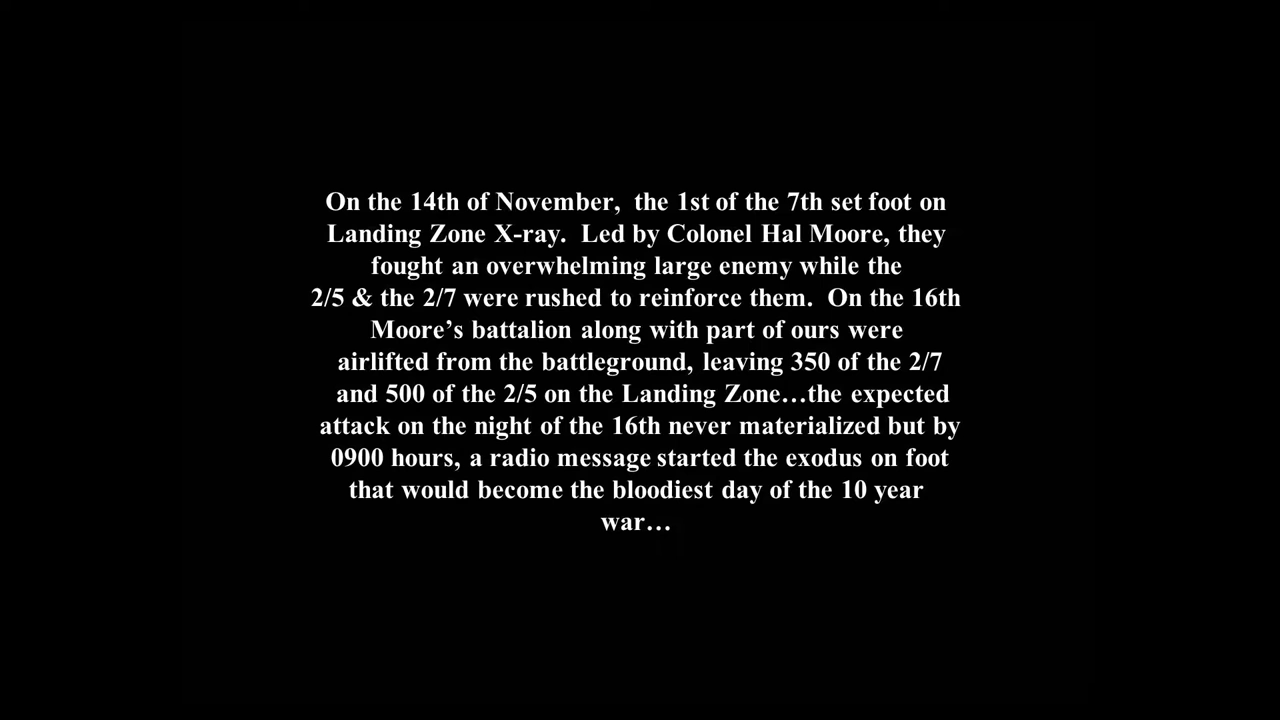 On the 14th of November,  the 1st of the 7th set foot on
Landing Zone X-ray.  Led by Colonel Hal Moore, they
fought an overwhelming large enemy while the
2/5 & the 2/7 were rushed to reinforce them.  On the 16th
Moore’s battalion along with part of ours were
airlifted from the battleground, leaving 350 of the 2/7
and 500 of the 2/5 on the Landing Zone…the expected
attack on the night of the 16th never materialized but by
0900 hours, a radio message started the exodus on foot
that would become the bloodiest day of the 10 year
war…